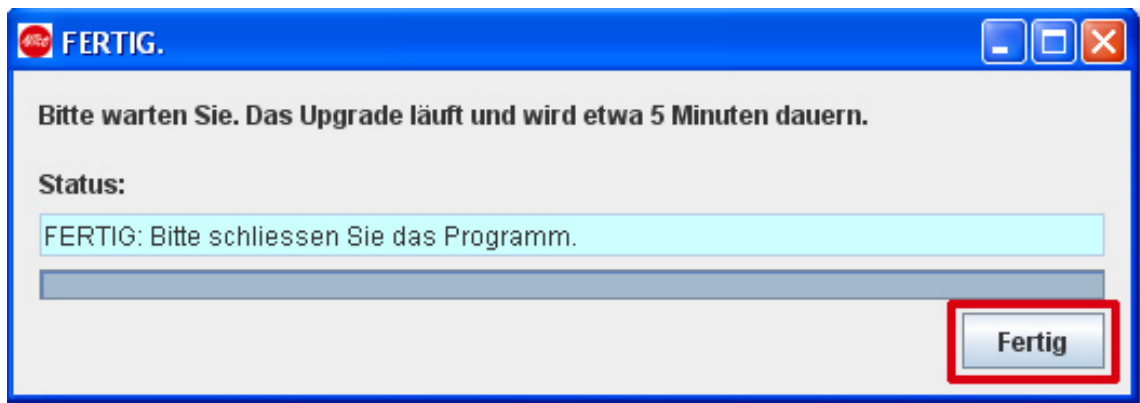 FERTIG.
Bitte warten Sie. Das Upgrade läuft und wird etwa 5 Minuten dauern.
Status:
FERTIG: Bitte schliessen Sie das Programm.
Fertig